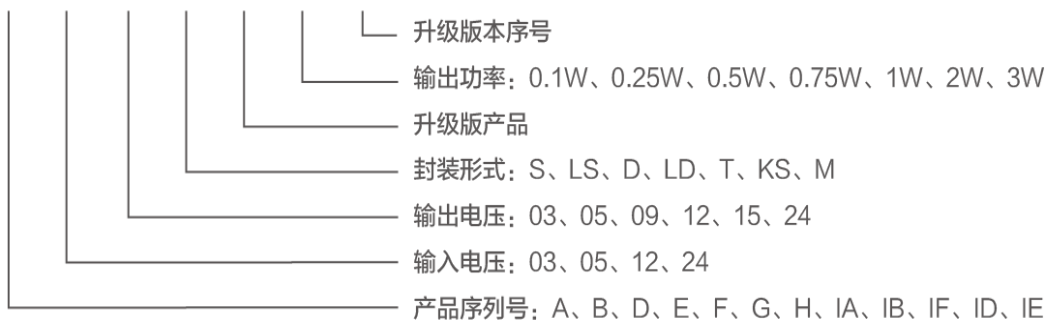 升级版本序号
输出功率：0.1W、0.25W、0.5W、0.75W、1W、2W、3W
升级版产品
封装形式：S、LS、D、LD、T、KS、M
输出电压：03、05、09、12、15、24
输入电压：03、05、12、24
产品序列号：A、B、D、E、F、G、H、IA、IB、IF、ID、IE